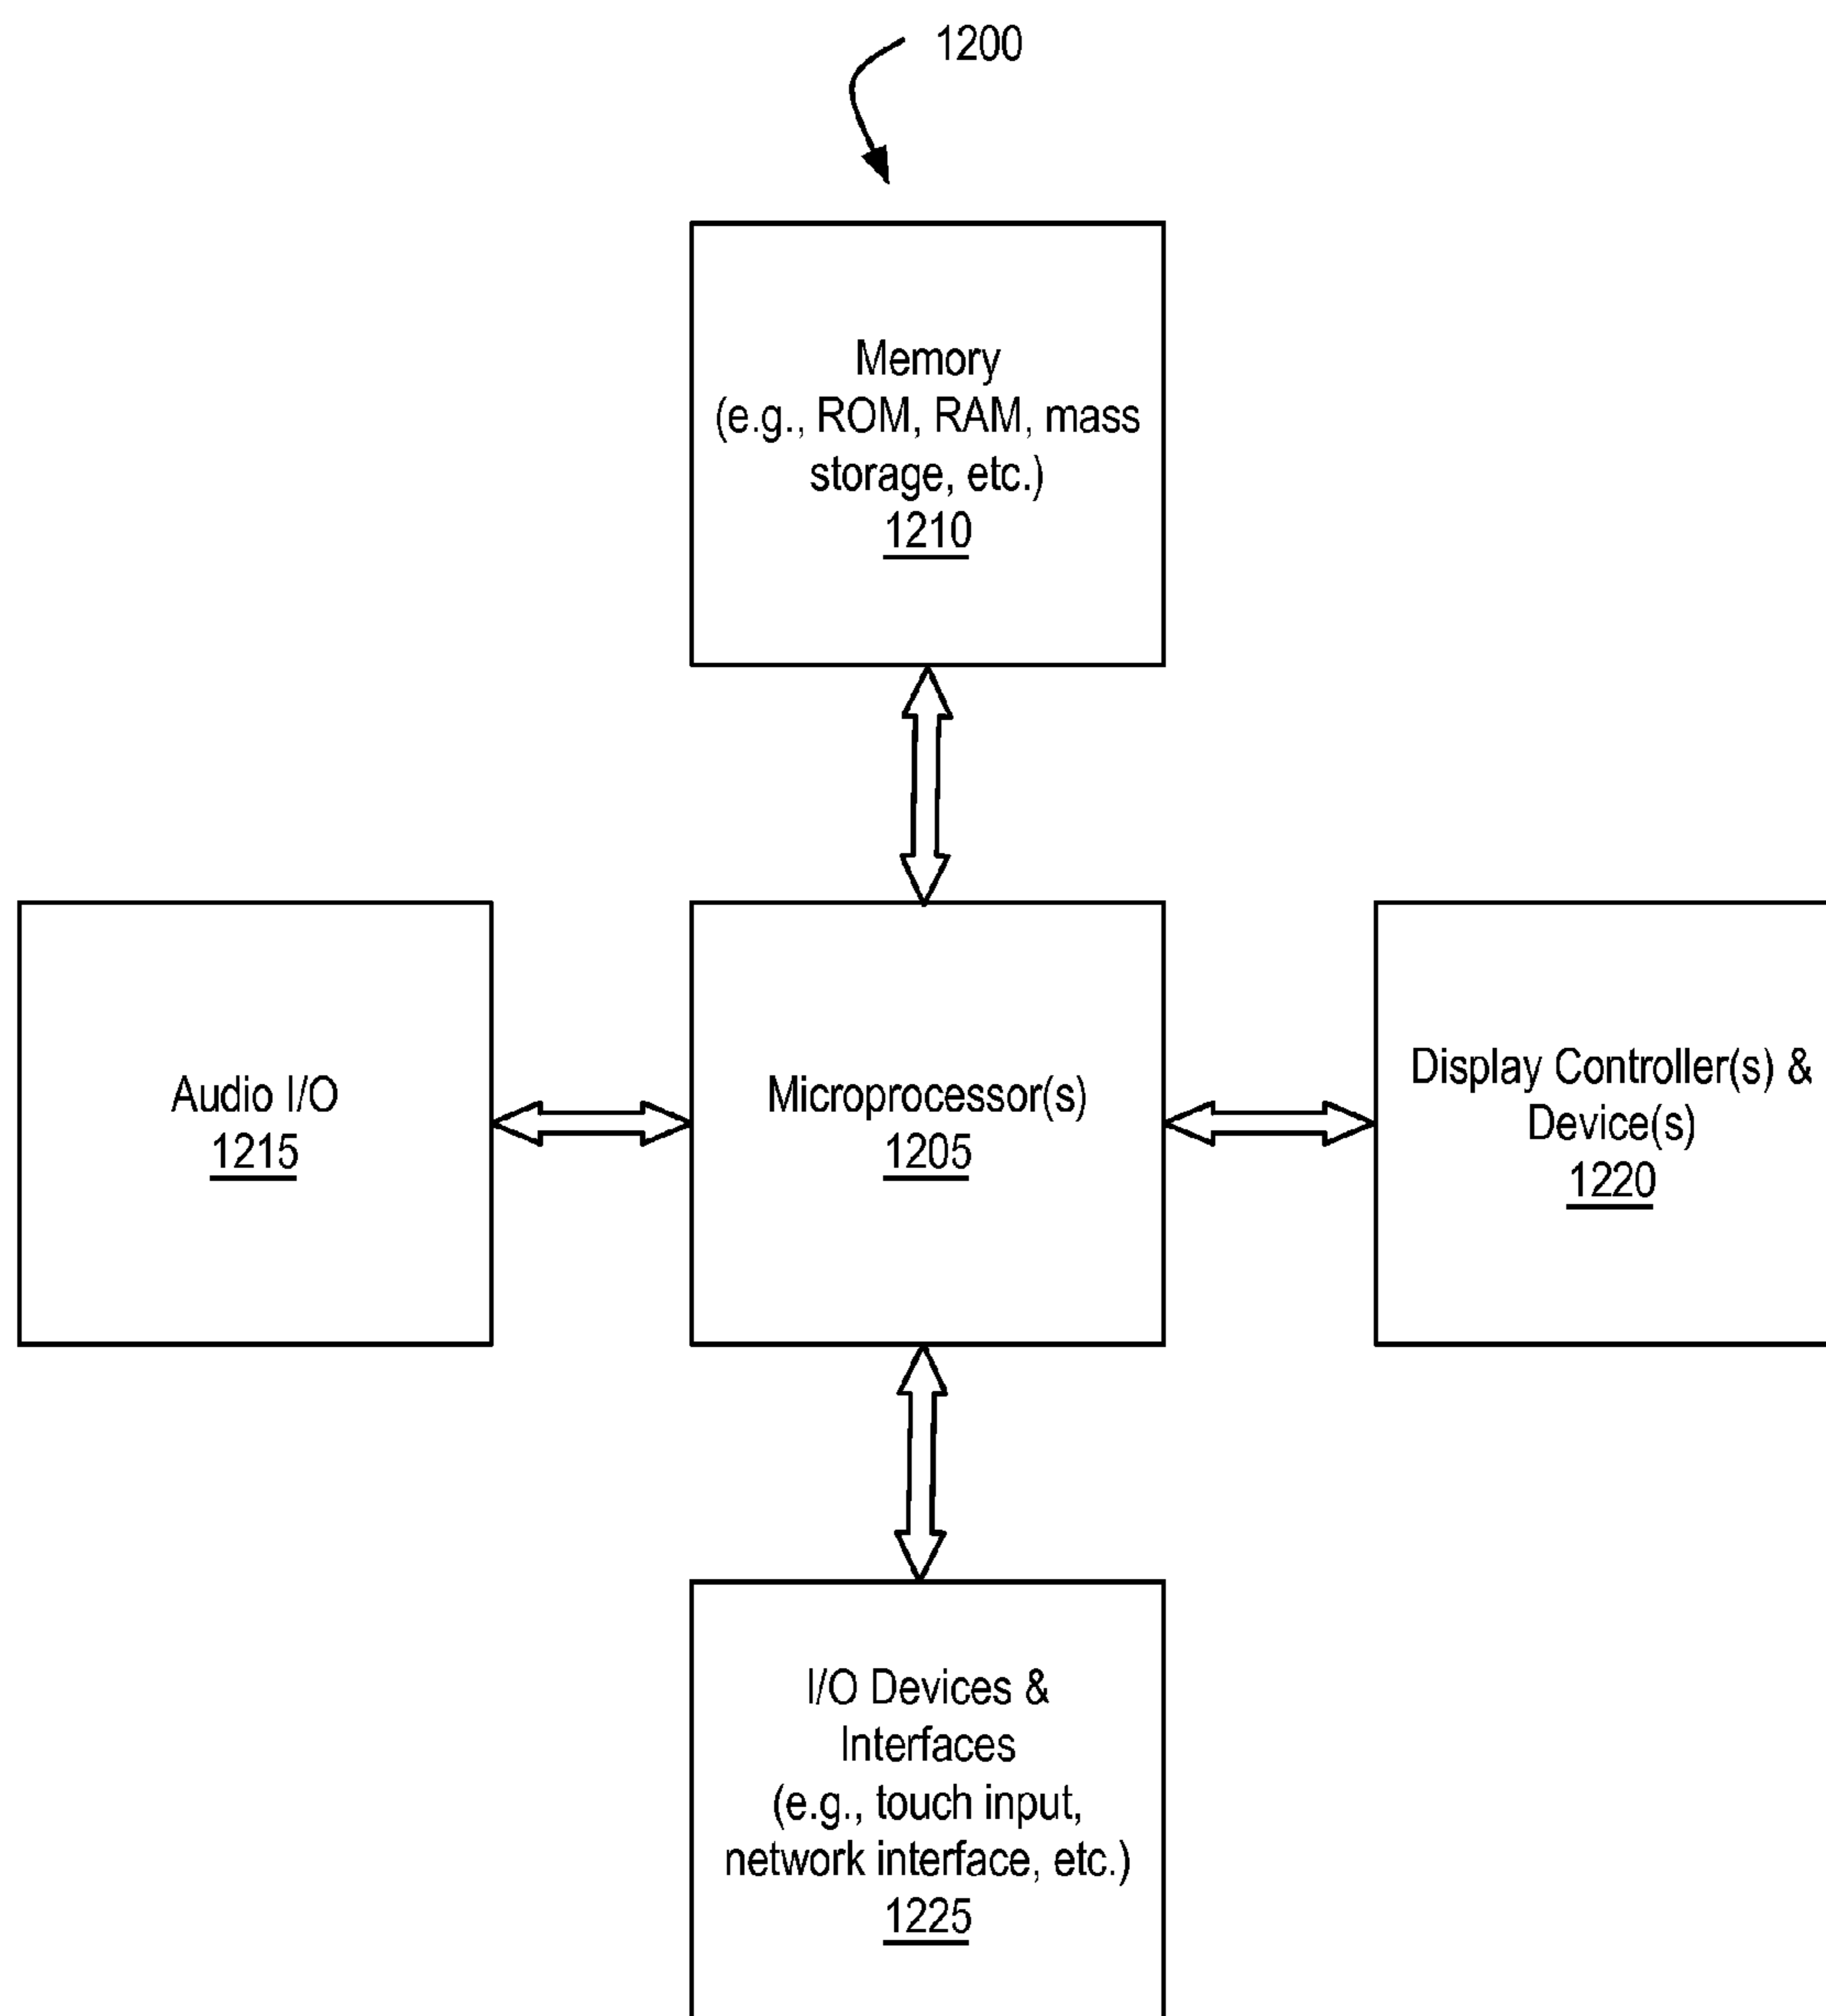 1200
Memory
(e.g., ROM, RAM, mass
storage, etc.)
1210
Audio I/O
1215
Microprocessor(s)
1205
Display Controller(s) &
Device(s)
1220
I/O Devices &
Interfaces
(e.g., touch input,
network interface, etc.)
1225